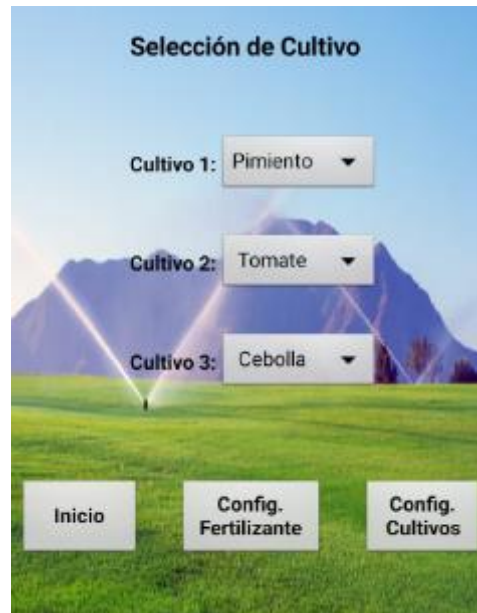 Selección de Cultivo
Cultivo 1: Pimiento
Cultivo 2: Tomate
Cultivo 3: Cebolla
Inicio
Config.
Fertilizante
Config.
Cultivos